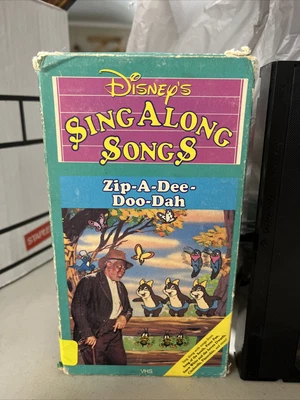 Disney's
Sing Along
Songs
Zip-A-Dee-
Doo-Dah
VHS